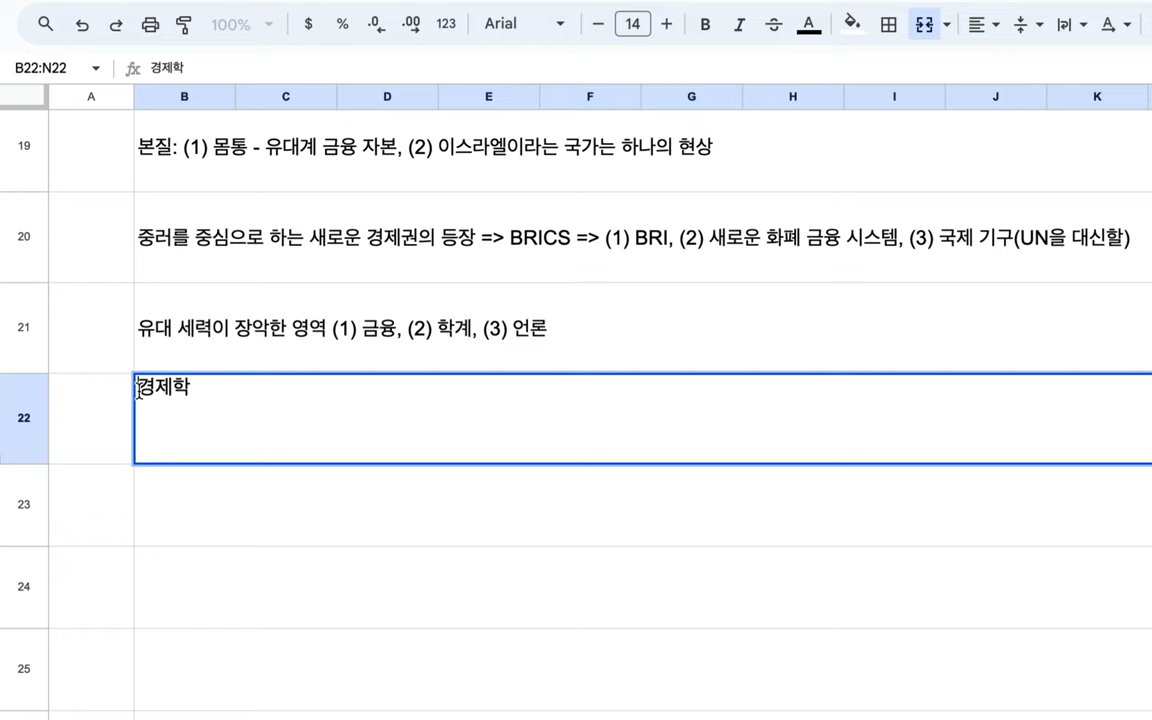 100%
$
%
.0
.00
123
Arial
14
B
I
A
A
B22:N22
fx
경제학
A
B
C
D
E
F
G
H
I
J
K
19
본질: (1) 몸통 - 유대계 금융 자본, (2) 이스라엘이라는 국가는 하나의 현상
20
중러를 중심으로 하는 새로운 경제권의 등장 => BRICS => (1) BRI, (2) 새로운 화폐 금융 시스템, (3) 국제 기구(UN을 대신할)
21
유대 세력이 장악한 영역 (1) 금융, (2) 학계, (3) 언론
22
경제학
23
24
25